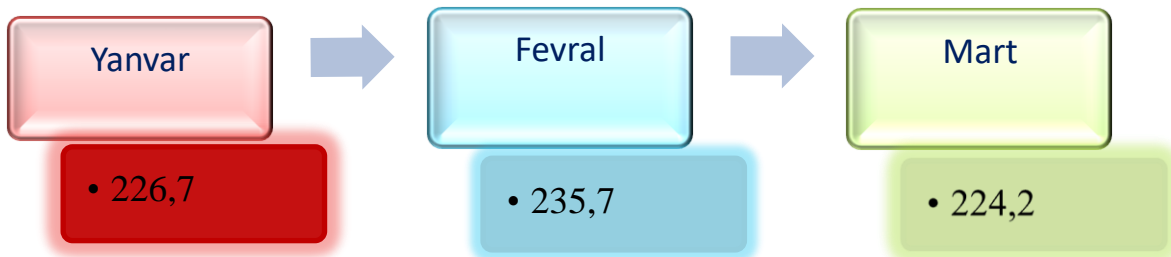 Yanvar
• 226,7
Fevral
• 235,7
Mart
• 224,2